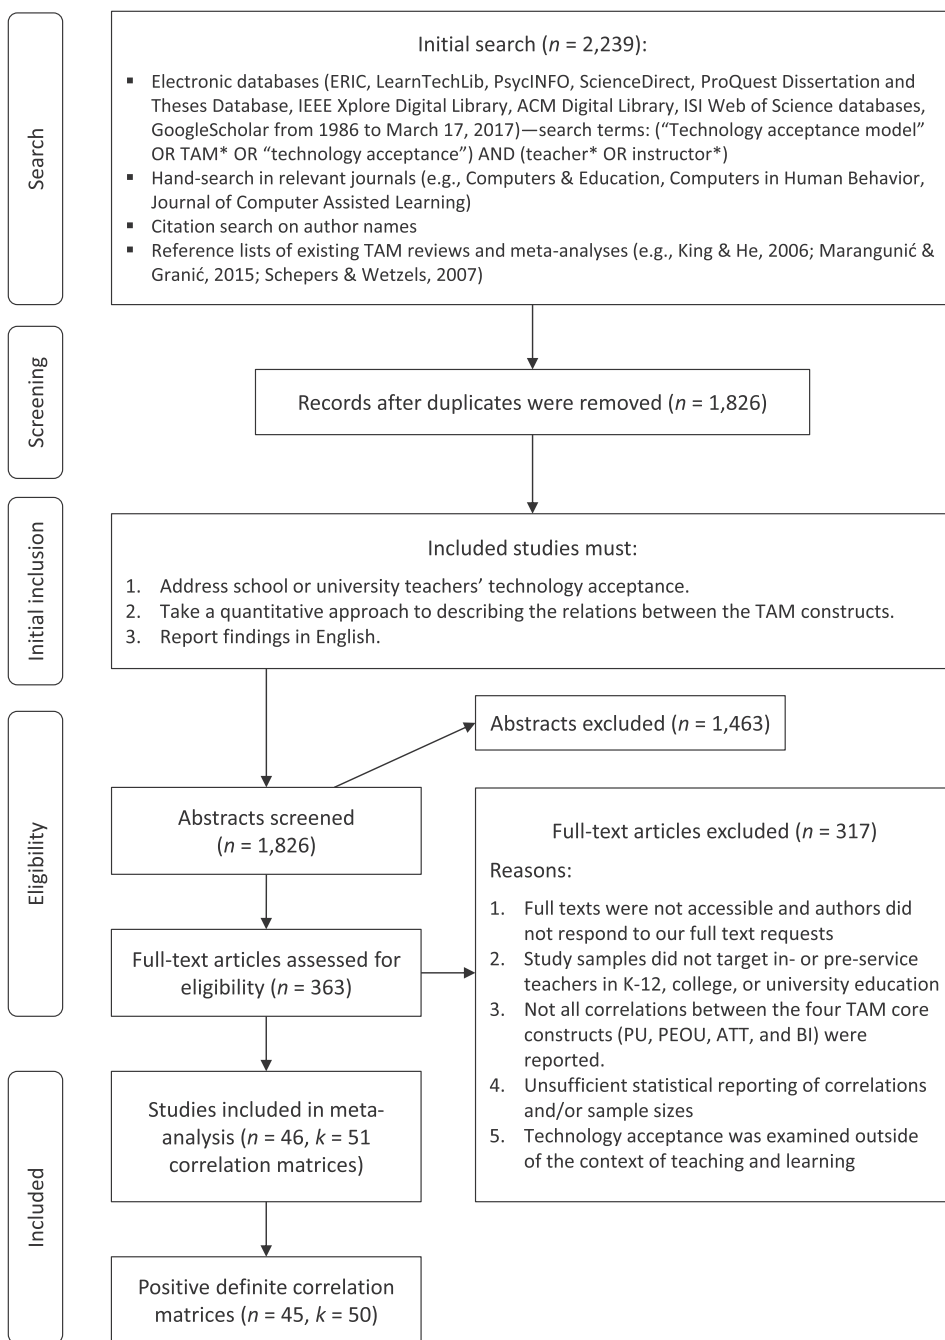 Search
Initial search (n = 2,239):
▪ Electronic databases (ERIC, LearnTechLib, PsycINFO, ScienceDirect, ProQuest Dissertation and
Theses Database, IEEE Xplore Digital Library, ACM Digital Library, ISI Web of Science databases,
GoogleScholar from 1986 to March 17, 2017)—search terms: (“Technology acceptance model”
OR TAM* OR “technology acceptance”) AND (teacher* OR instructor*)
▪ Hand-search in relevant journals (e.g., Computers & Education, Computers in Human Behavior,
Journal of Computer Assisted Learning)
▪ Citation search on author names
▪ Reference lists of existing TAM reviews and meta-analyses (e.g., King & He, 2006; Marangunić &
Granić, 2015; Schepers & Wetzels, 2007)
Screening
Records after duplicates were removed (n = 1,826)
Initial inclusion
Included studies must:
1. Address school or university teachers’ technology acceptance.
2. Take a quantitative approach to describing the relations between the TAM constructs.
3. Report findings in English.
Eligibility
Abstracts excluded (n = 1,463)
Abstracts screened
(n = 1,826)
Full-text articles assessed for
eligibility (n = 363)
Full-text articles excluded (n = 317)
Reasons:
1. Full texts were not accessible and authors did
not respond to our full text requests
2. Study samples did not target in- or pre-service
teachers in K-12, college, or university education
3. Not all correlations between the four TAM core
constructs (PU, PEOU, ATT, and BI) were
reported.
4. Unsufficient statistical reporting of correlations
and/or sample sizes
5. Technology acceptance was examined outside
of the context of teaching and learning
Included
Studies included in meta-
analysis (n = 46, k = 51
correlation matrices)
Positive definite correlation
matrices (n = 45, k = 50)